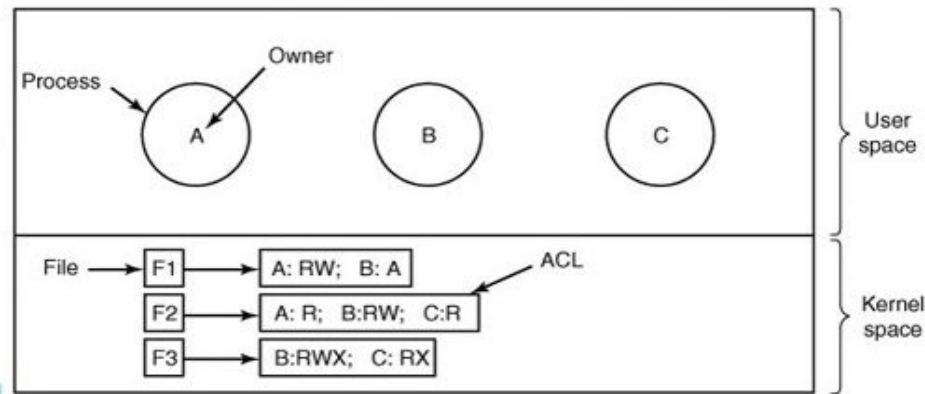 Owner
Process
A
B
C
User
space
File
F1
A: RW; B: A
ACL
F2
A: R; B:RW; C:R
F3
B:RWX; C: RX
Kernel
space